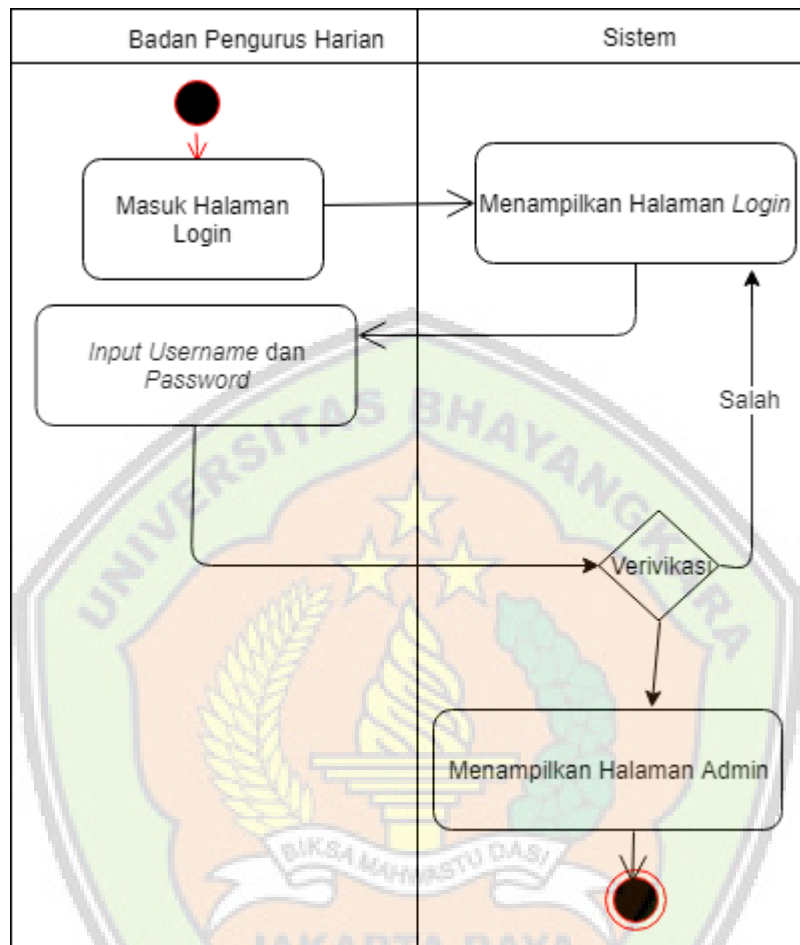 Badan Pengurus Harian
Sistem
Masuk Halaman
Login
Menampilkan Halaman Login
Input Username dan
Password
Salah
Verivikasi
Menampilkan Halaman Admin
UNIVERSITAS BHAYANGKARA
BIKSA MAHWASTU DASI
JAKARTA RAYA